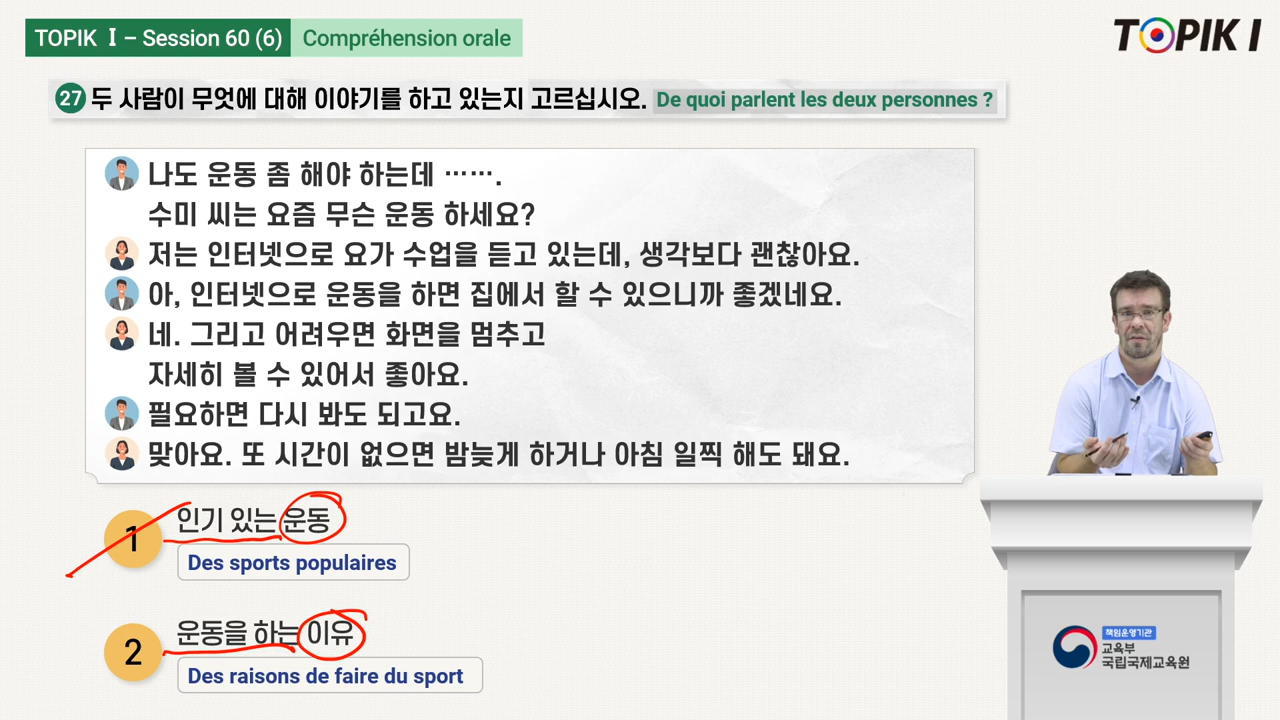 TOPIK Ⅰ – Session 60 (6) Compréhension orale
TOPIK I
27 두 사람이 무엇에 대해 이야기를 하고 있는지 고르십시오. De quoi parlent les deux personnes ?
나도 운동 좀 해야 하는데 ⋯⋯.
수미 씨는 요즘 무슨 운동 하세요?
저는 인터넷으로 요가 수업을 듣고 있는데, 생각보다 괜찮아요.
아, 인터넷으로 운동을 하면 집에서 할 수 있으니까 좋겠네요.
네. 그리고 어려우면 화면을 멈추고
자세히 볼 수 있어서 좋아요.
필요하면 다시 봐도 되고요.
맞아요. 또 시간이 없으면 밤늦게 하거나 아침 일찍 해도 돼요.
1 인기 있는 운동
Des sports populaires
2 운동을 하는 이유
Des raisons de faire du sport
책임운영기관
교육부
국립국제교육원